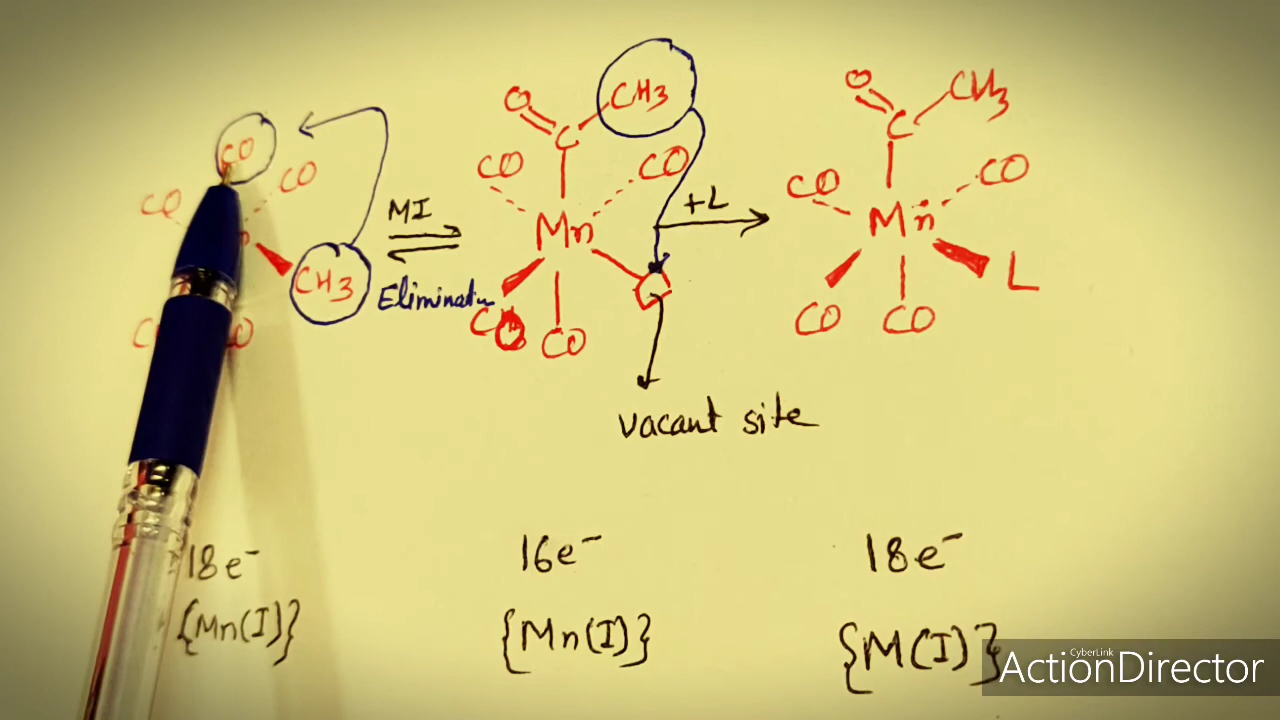 CO
CO
CO
CH3
MI
Elimination
O
C
CH3
CO
CO
Mn
CO
CO
vacant site
+L
O
C
CH3
CO
CO
Mn
L
CO
CO
18e-
16e-
18e-
{Mn(I)}
{Mn(I)}
{M(I)}
CyberLink
ActionDirector